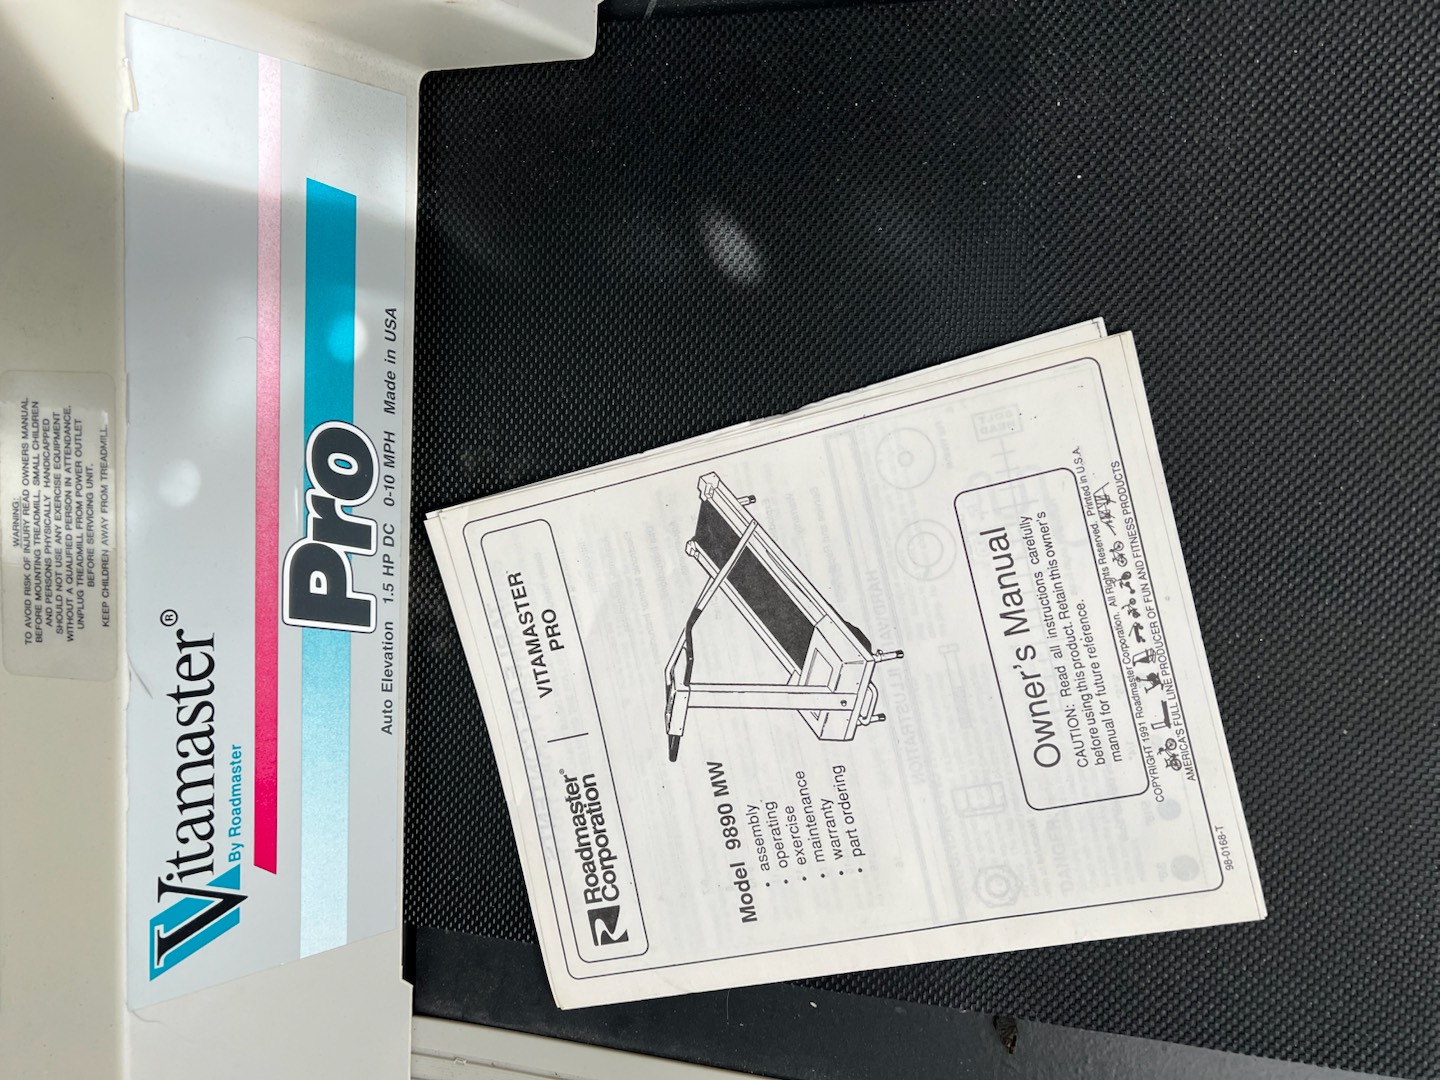 WARNING:
TO AVOID RISK OF INJURY READ OWNERS MANUAL
BEFORE MOUNTING TREADMILL, SMALL CHILDREN
AND PERSONS PHYSICALLY HANDICAPPED
SHOULD NOT USE ANY EXERCISE EQUIPMENT
WITHOUT A QUALIFIED PERSON IN ATTENDANCE.
UNPLUG TREADMILL FROM POWER OUTLET
BEFORE SERVICING UNIT.
KEEP CHILDREN AWAY FROM TREADMILL
Vitamaster®
By Roadmaster
Pro
Auto Elevation 1.5 HP DC 0-10 MPH Made in USA
Roadmaster®
Corporation
VITAMASTER
PRO
Model 9890 MW
• assembly
• operating
• exercise
• maintenance
• warranty
• part ordering
Owner's Manual
CAUTION: Read all instructions carefully
before using this product. Retain this owner's
manual for future reference.
COPYRIGHT 1991 Roadmaster Corporation. All Rights Reserved. Printed in U.S.A.
AMERICA'S FULL LINE PRODUCER OF FUN AND FITNESS PRODUCTS
98-0168-T